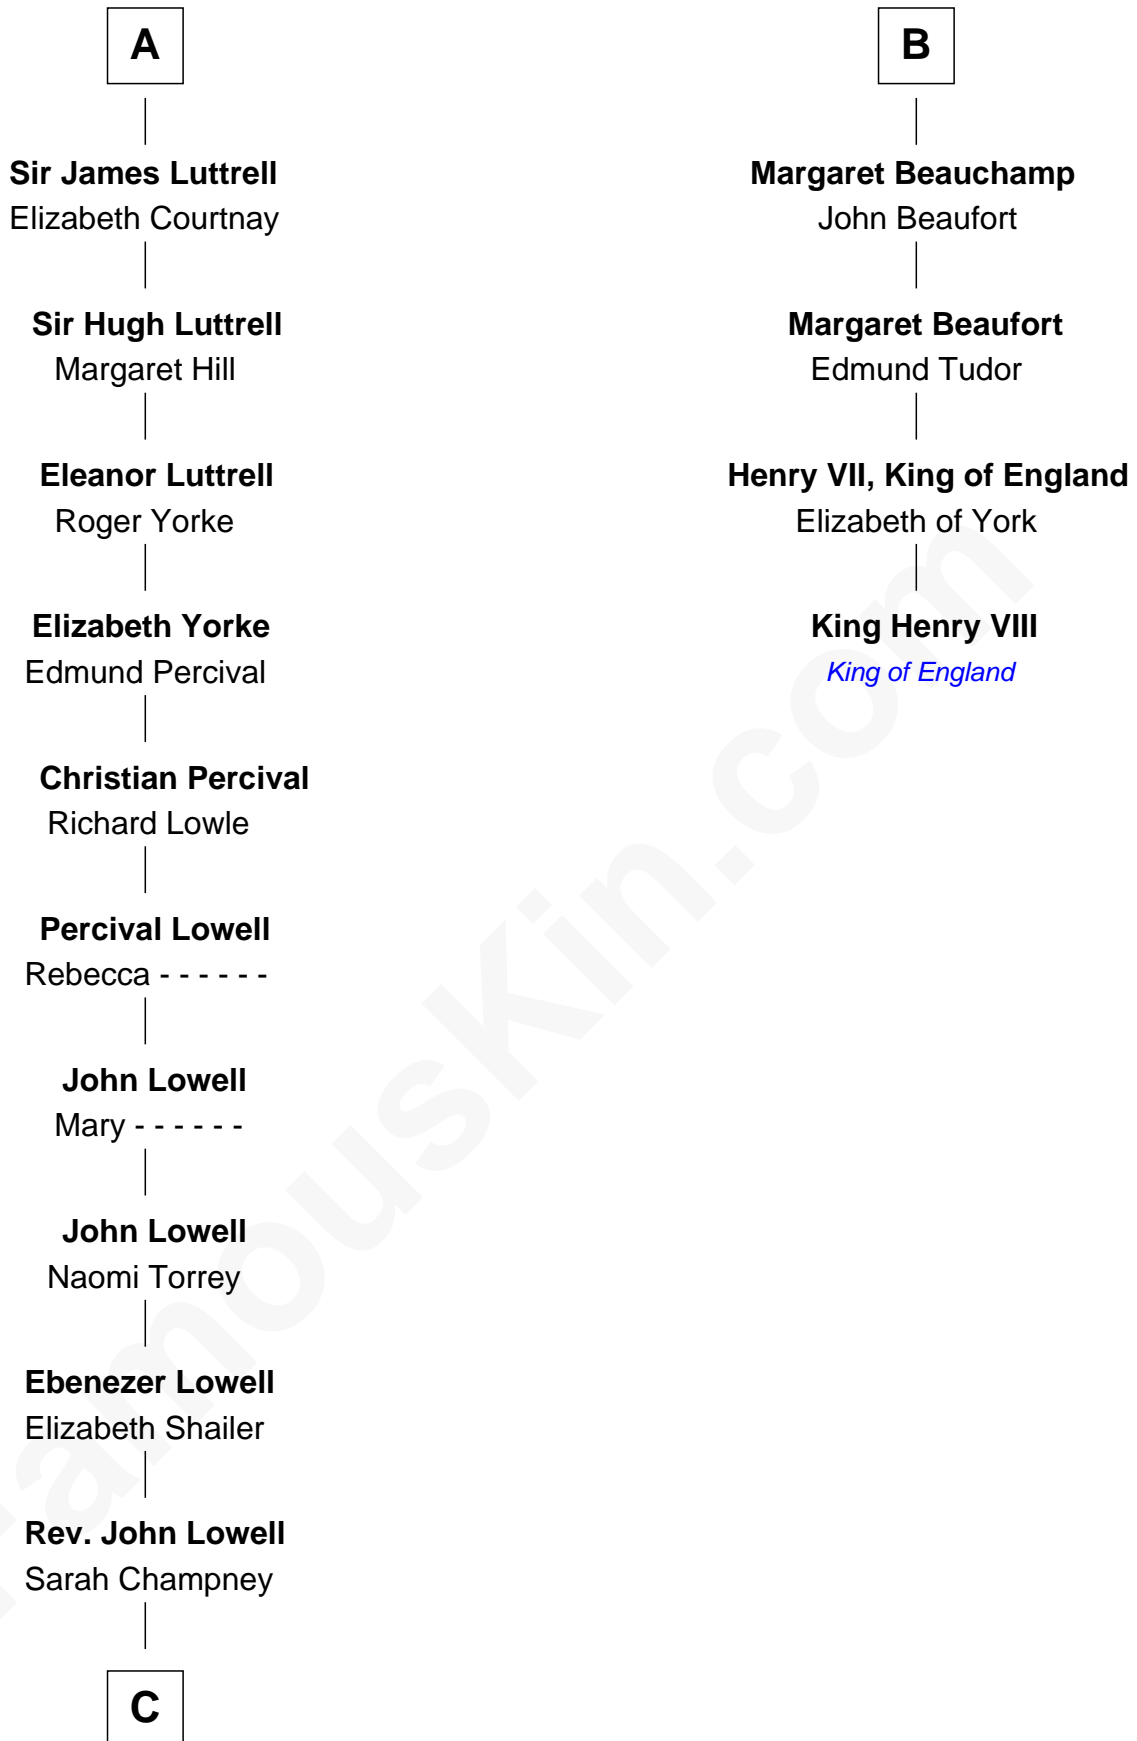 A
Sir James Luttrell
Elizabeth Courtnay
Sir Hugh Luttrell
Margaret Hill
Eleanor Luttrell
Roger Yorke
Elizabeth Yorke
Edmund Percival
Christian Percival
Richard Lowle
Percival Lowell
Rebecca - - - - - -
John Lowell
Mary - - - - - -
John Lowell
Naomi Torrey
Ebenezer Lowell
Elizabeth Shailer
Rev. John Lowell
Sarah Champney
C
B
Margaret Beauchamp
John Beaufort
Margaret Beaufort
Edmund Tudor
Henry VII, King of England
Elizabeth of York
King Henry VIII
King of England
FamousKin.com